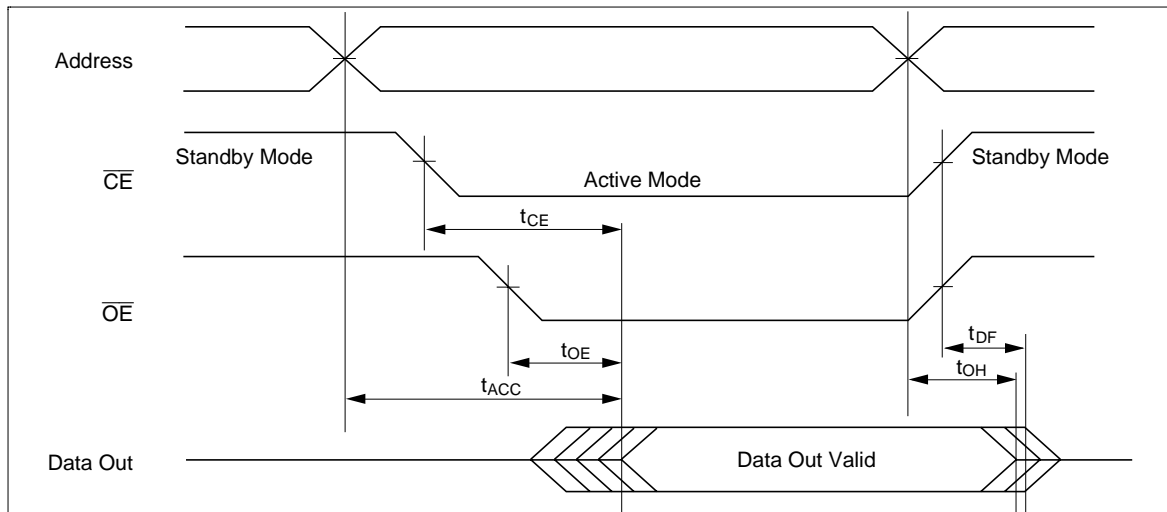 Address
Standby Mode
Standby Mode
CE
Active Mode
tCE
OE
tDF
tOE
tOH
tACC
Data Out
Data Out Valid